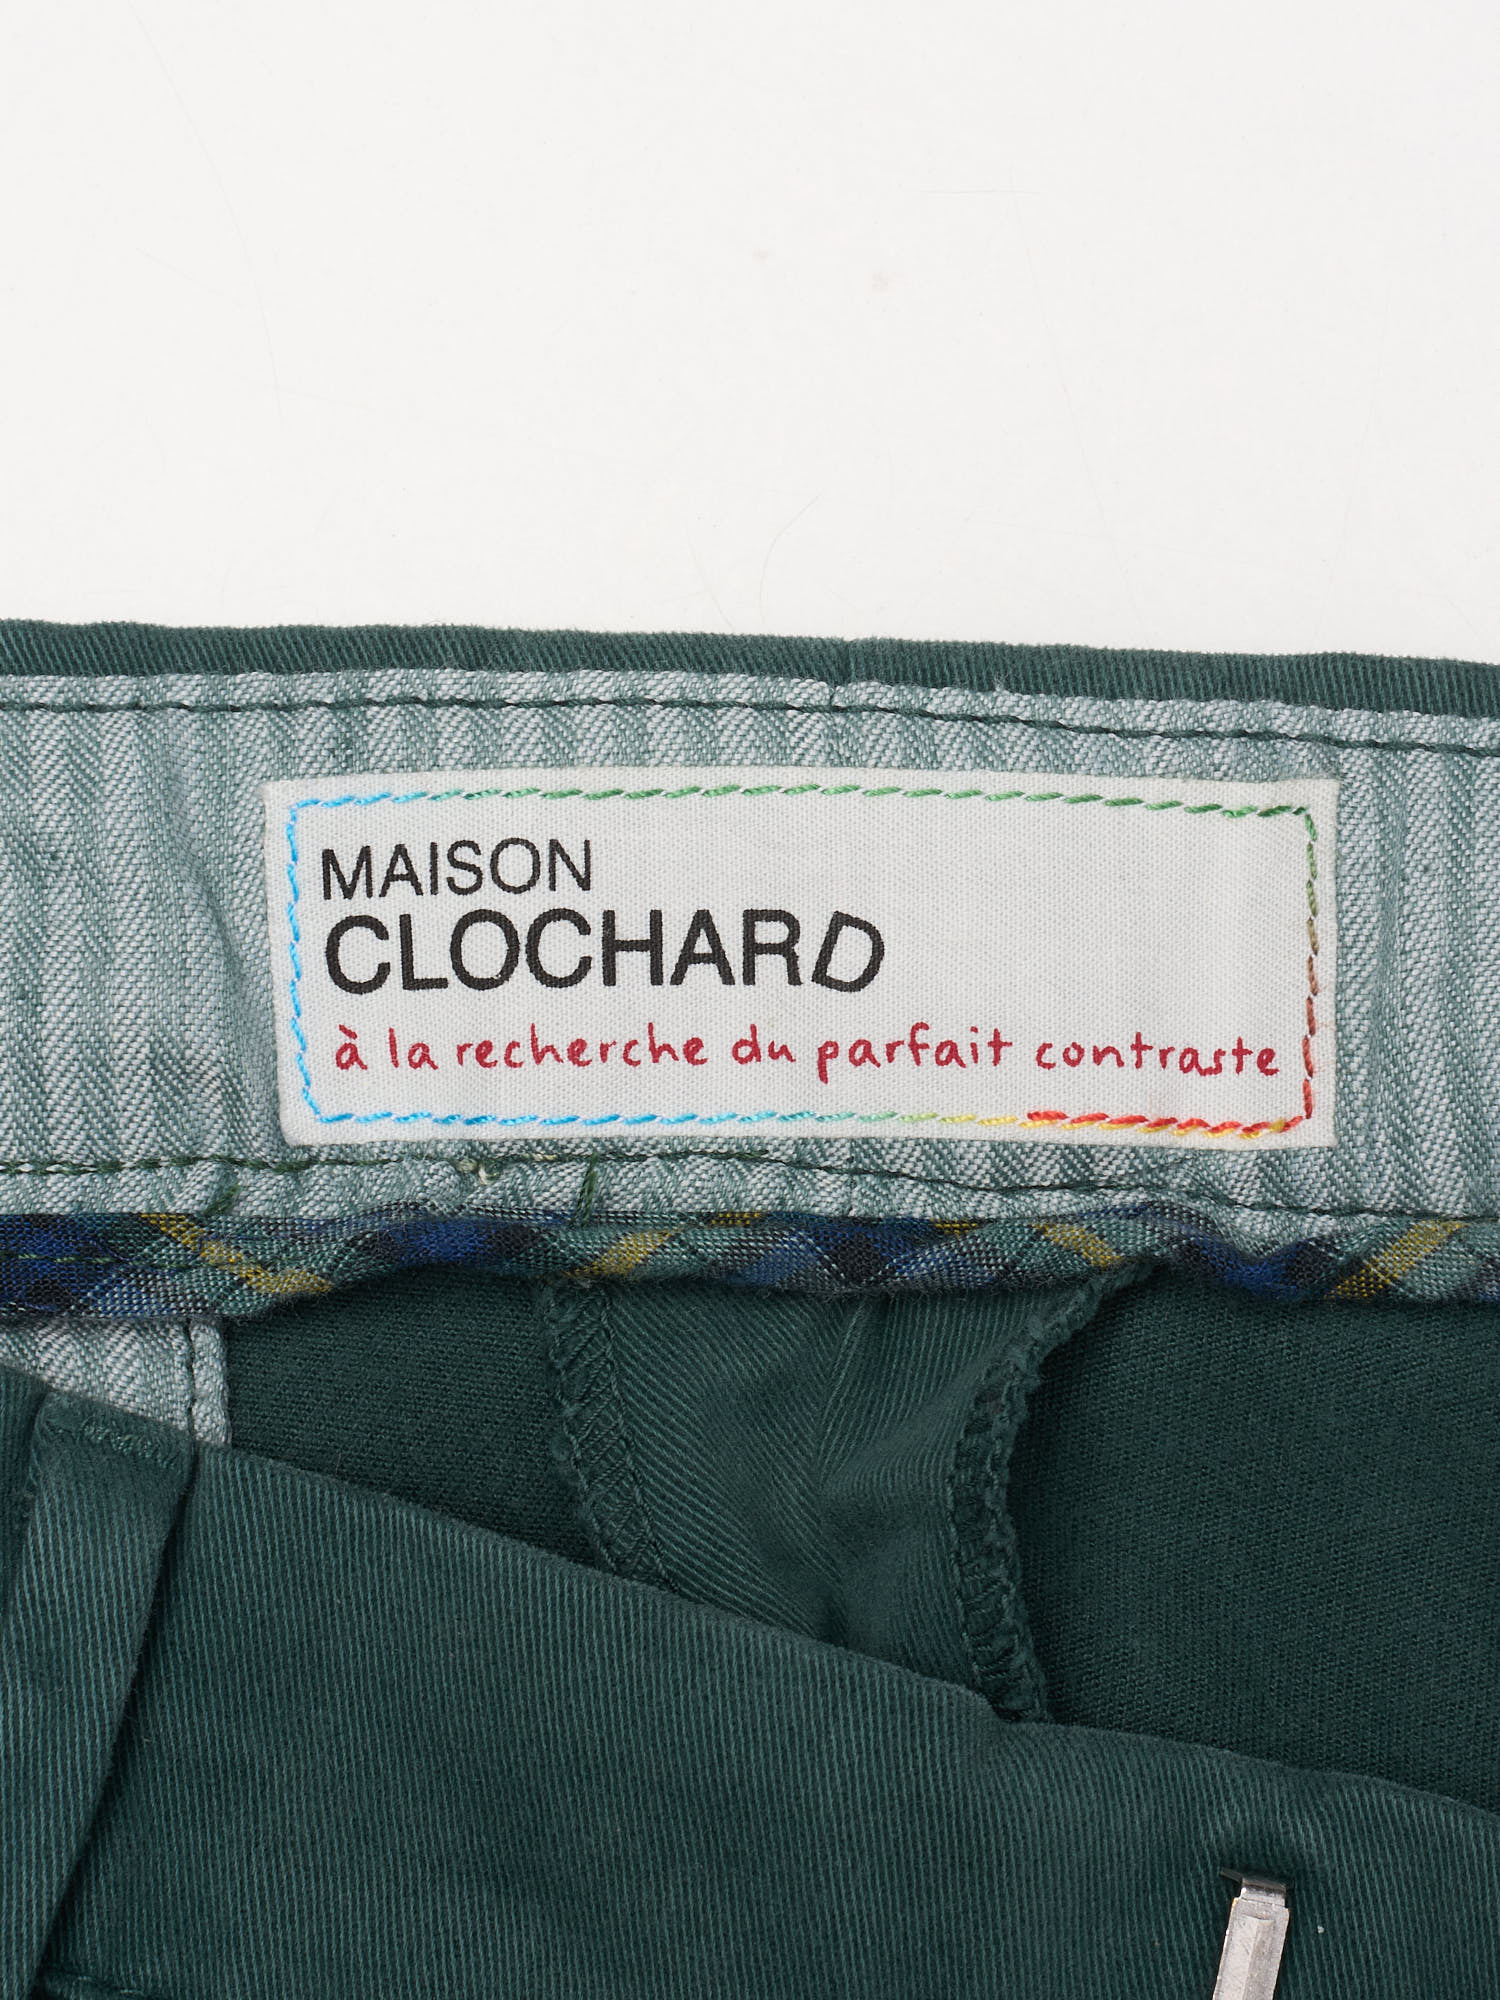 MAISON
CLOCHARD
à la recherche du parfait contraste